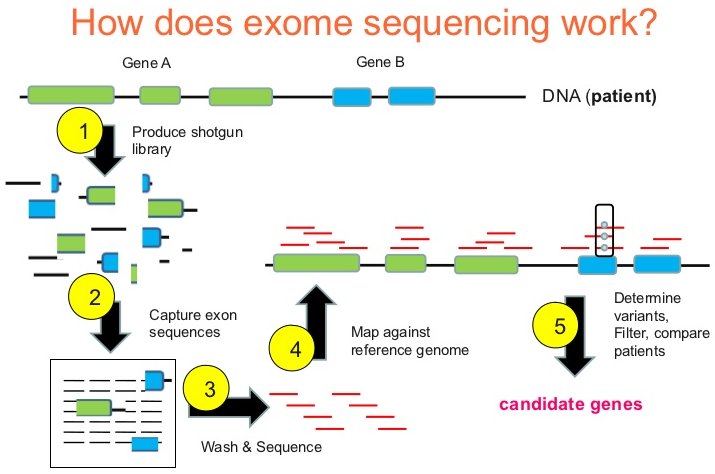 How does exome sequencing work?
Gene A
Gene B
DNA (patient)
1
Produce shotgun
library
2
Capture exon
sequences
3
Wash & Sequence
4
Map against
reference genome
5
Determine
variants,
Filter, compare
patients
candidate genes